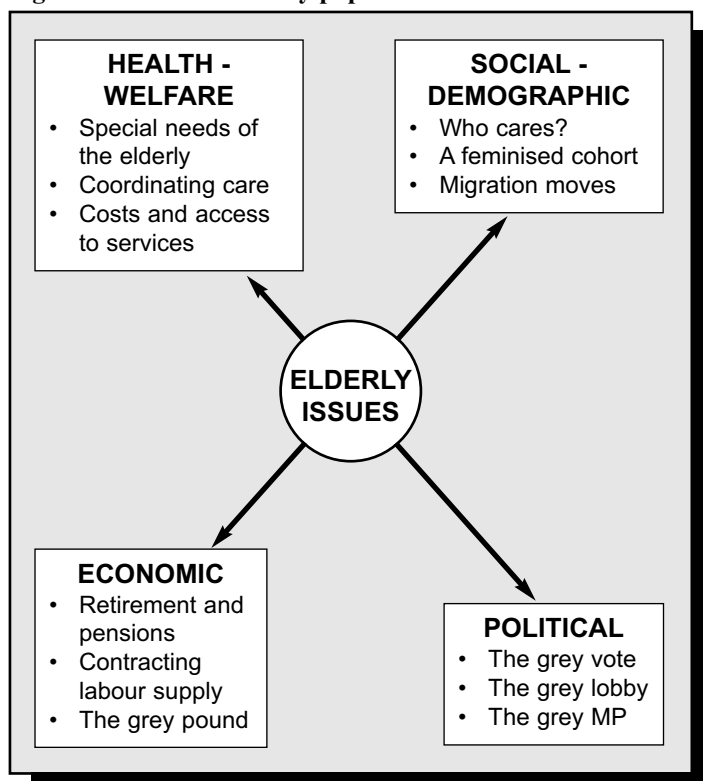 HEALTH -
WELFARE
• Special needs of
the elderly
• Coordinating care
• Costs and access
to services
SOCIAL -
DEMOGRAPHIC
• Who cares?
• A feminised cohort
• Migration moves
ELDERLY
ISSUES
ECONOMIC
• Retirement and
pensions
• Contracting
labour supply
• The grey pound
POLITICAL
• The grey vote
• The grey lobby
• The grey MP